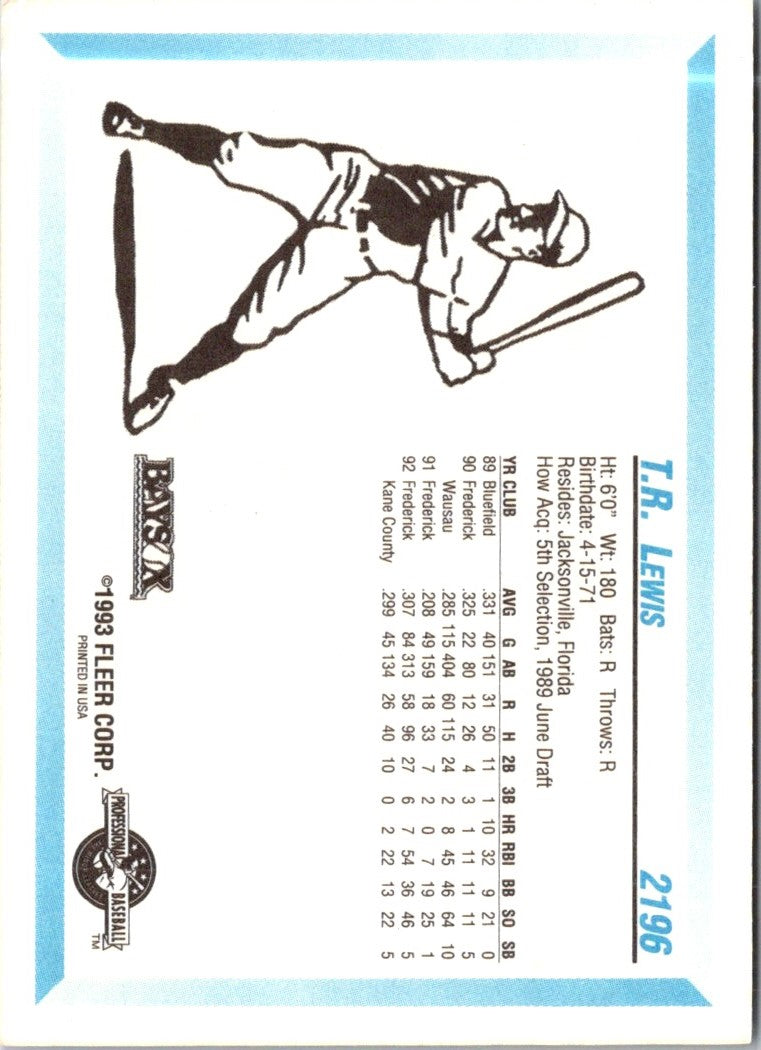 T.R. LEWIS 2196
Ht: 6'0" Wt: 180 Bats: R Throws: R
Birthdate: 4-15-71
Resides: Jacksonville, Florida
How Acq: 5th Selection, 1989 June Draft
YR CLUB AVG G AB R H 2B 3B HR RBI BB SO SB
89 Bluefield .331 40 151 31 50 11 1 10 32 9 21 0
90 Frederick .325 22 80 12 26 4 3 1 11 11 11 5
Wausau .285 115 404 60 115 24 2 8 45 46 64 10
91 Frederick .208 49 159 18 33 7 2 0 7 19 25 1
92 Frederick .307 84 313 58 96 27 6 7 54 36 46 5
Kane County .299 45 134 26 40 10 0 2 22 13 22 5
BAYSOX
©1993 FLEER CORP.
PRINTED IN USA
PROFESSIONAL BASEBALL
TM